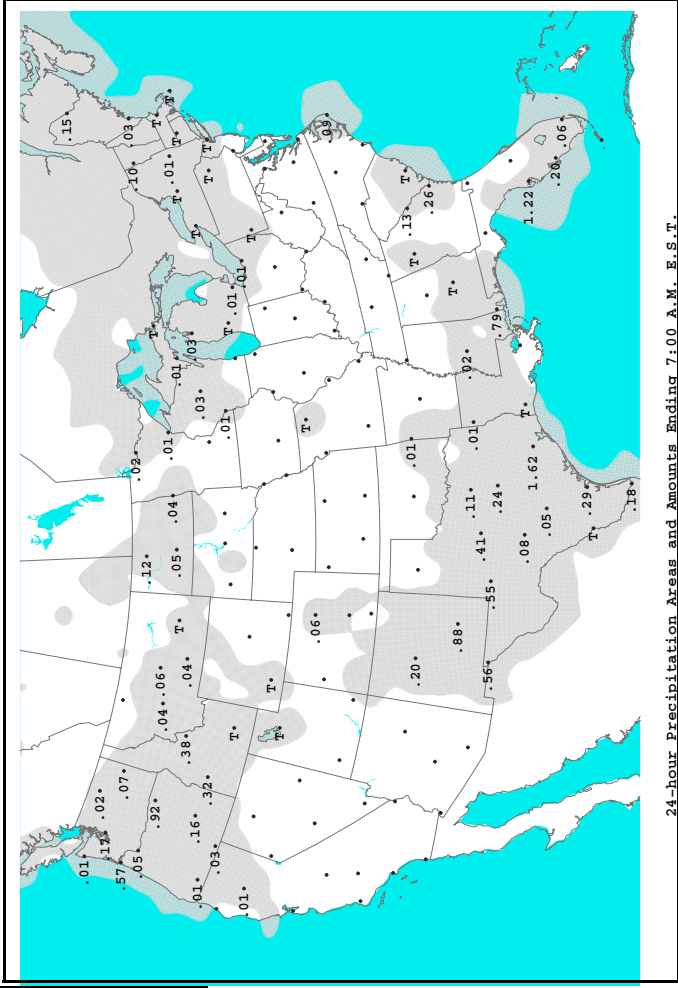 .15
.01
.02
.17
.57
.07
.03
.10
.02
.05
.12
T
.92
T
.06
.04
.01
.01
T
.04
.01
T
.05
T
T
.38
.04
.03
.16
T
.01
.03
T
.32
T
.03
.01
T
.01
T
.01
.01
T
T
T
T
.06
.09
T
.13
.01
T
.20
.26
T
.88
.02
.11
.01
.41
.56
.55
.79
.24
.08
T
1.22
1.62
.05
.20
.06
.29
T
.18
24-hour Precipitation Areas and Amounts Ending 7:00 A.M. E.S.T.